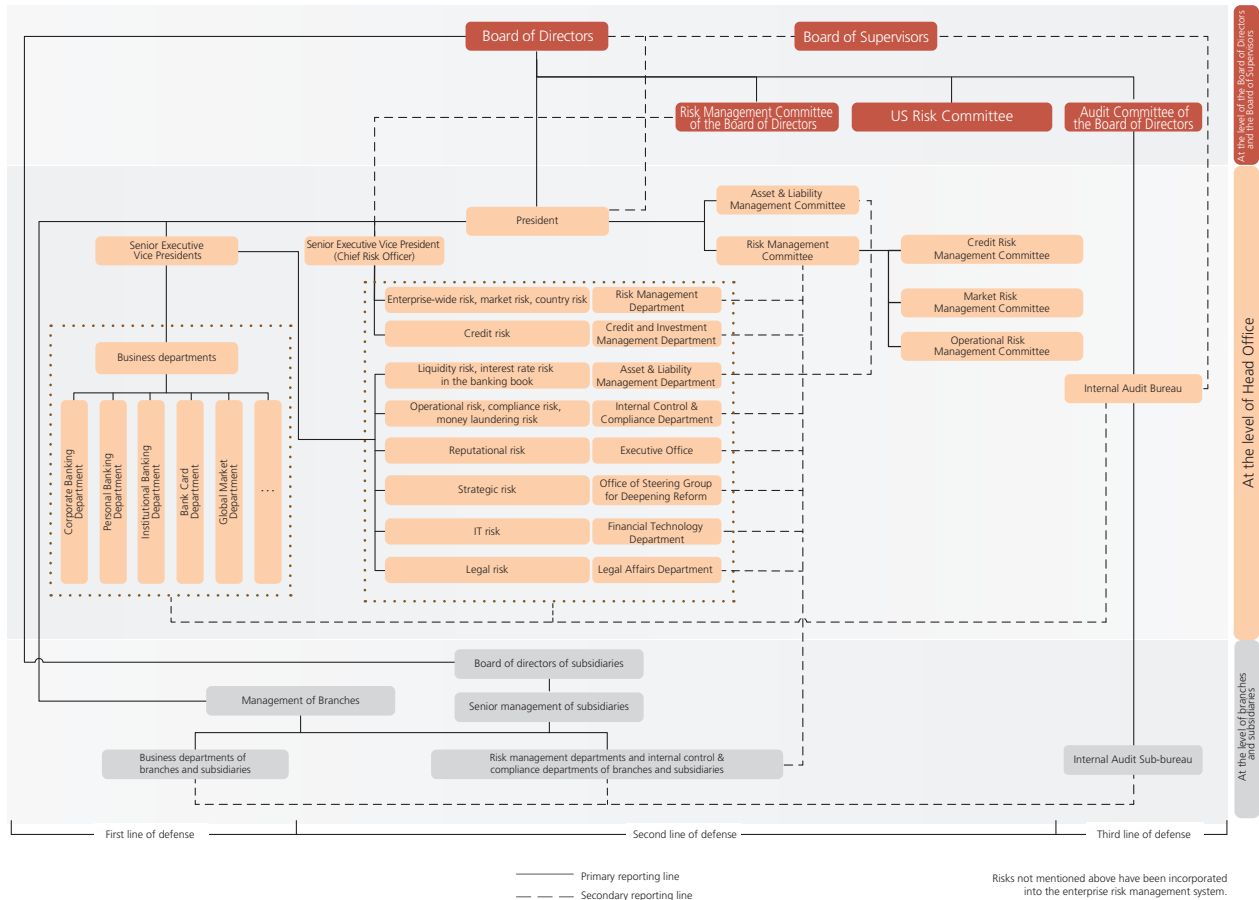 Board of Directors
Board of Supervisors
Risk Management Committee
of the Board of Directors
US Risk Committee
Audit Committee of
the Board of Directors
At the level of the Board of Directors
and the Board of Supervisors
President
Asset & Liability
Management Committee
Senior Executive
Vice Presidents
Senior Executive Vice President
(Chief Risk Officer)
Risk Management
Committee
Credit Risk
Management Committee
Market Risk
Management Committee
Operational Risk
Management Committee
Enterprise-wide risk, market risk, country risk
Risk Management
Department
Credit risk
Credit and Investment
Management Department
Liquidity risk, interest rate risk
in the banking book
Asset & Liability
Management Department
Operational risk, compliance risk,
money laundering risk
Internal Control &
Compliance Department
Reputational risk
Executive Office
Strategic risk
Office of Steering Group
for Deepening Reform
IT risk
Financial Technology
Department
Legal risk
Legal Affairs Department
Business departments
Corporate Banking
Department
Personal Banking
Department
Institutional Banking
Department
Bank Card
Department
Global Market
Department
...
Internal Audit Bureau
At the level of Head Office
Board of directors of subsidiaries
Management of Branches
Senior management of subsidiaries
Business departments of
branches and subsidiaries
Risk management departments and internal control &
compliance departments of branches and subsidiaries
Internal Audit Sub-bureau
At the level of branches
and subsidiaries
First line of defense
Second line of defense
Third line of defense
Primary reporting line
Secondary reporting line
Risks not mentioned above have been incorporated
into the enterprise risk management system.